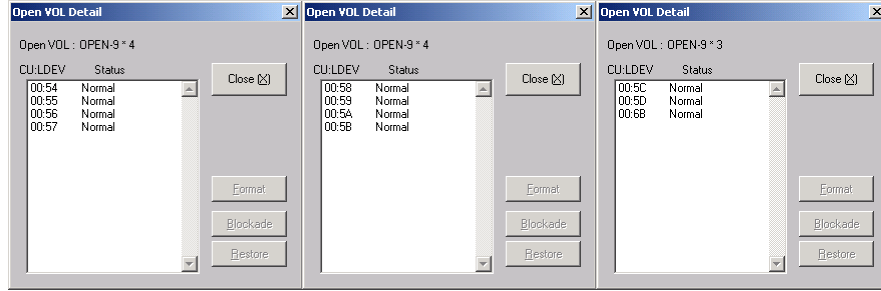 Open VOL Detail
Open VOL : OPEN-9 * 4
CU:LDEV Status
00:54 Normal
00:55 Normal
00:56 Normal
00:57 Normal
Close (X)
Format
Blockade
Restore
Open VOL Detail
Open VOL : OPEN-9 * 4
CU:LDEV Status
00:58 Normal
00:59 Normal
00:5A Normal
00:5B Normal
Close (X)
Format
Blockade
Restore
Open VOL Detail
Open VOL : OPEN-9 * 3
CU:LDEV Status
00:5C Normal
00:5D Normal
00:6B Normal
Close (X)
Format
Blockade
Restore